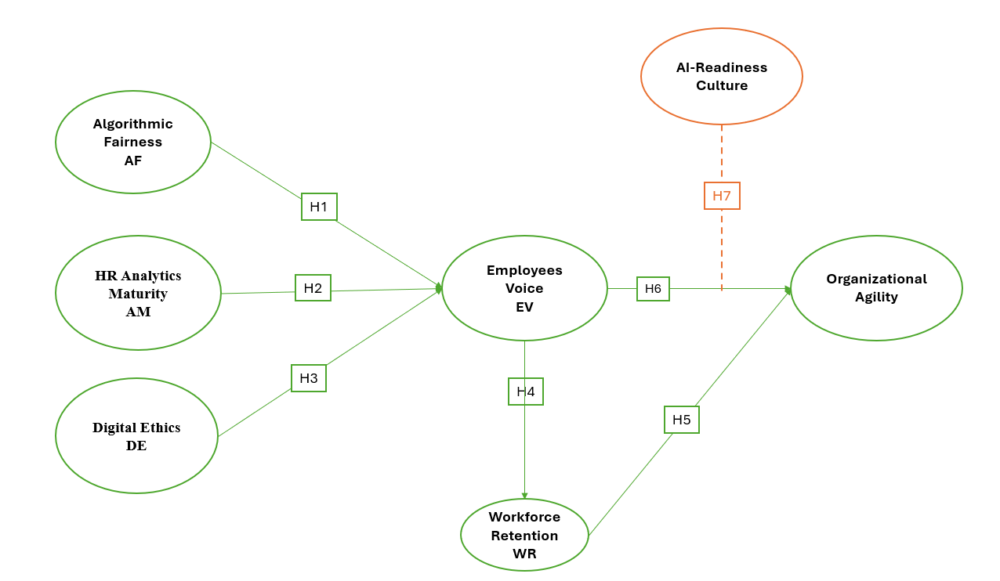 AI-Readiness
Culture
Algorithmic
Fairness
AF
H1
H7
HR Analytics
Maturity
AM
H2
Employees
Voice
EV
H6
Organizational
Agility
H3
H4
Digital Ethics
DE
H5
Workforce
Retention
WR